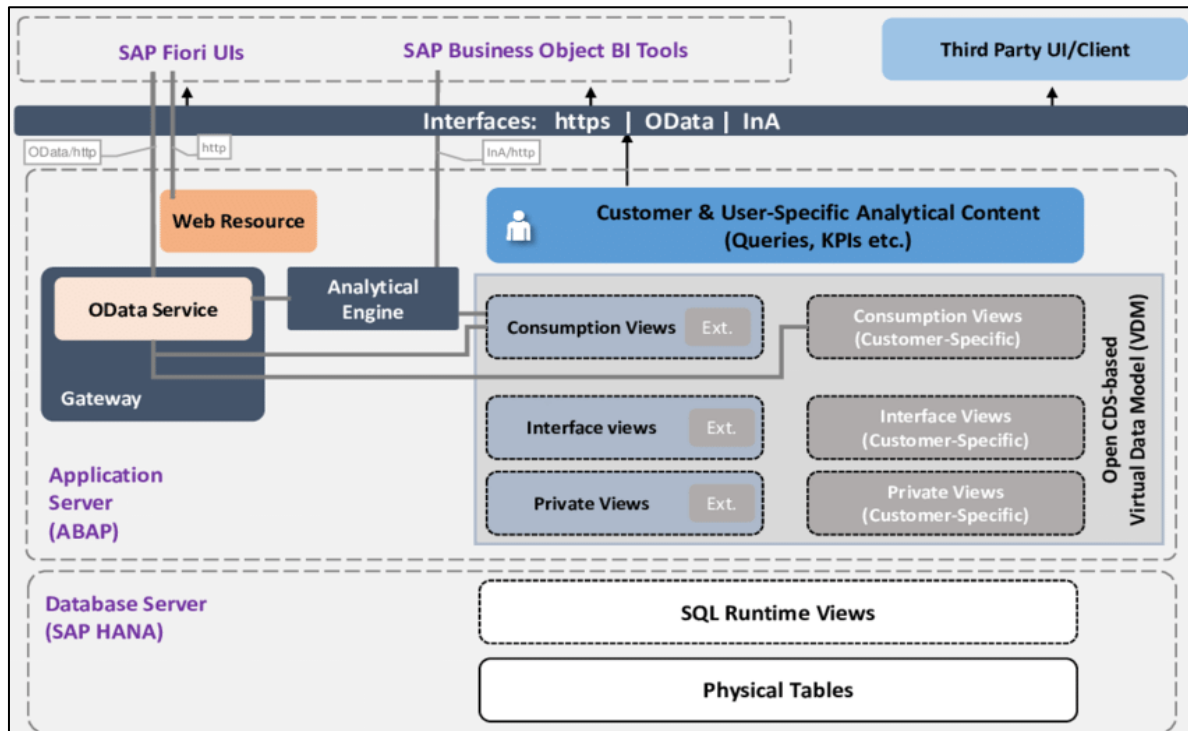 SAP Fiori UIs
SAP Business Object BI Tools
Third Party UI/Client
Interfaces: https | OData | InA
OData/http
http
InA/http
Web Resource
Customer & User-Specific Analytical Content
(Queries, KPIs etc.)
OData Service
Gateway
Analytical
Engine
Consumption Views
Ext.
Consumption Views
(Customer-Specific)
Interface views
Ext.
Interface Views
(Customer-Specific)
Private Views
Ext.
Private Views
(Customer-Specific)
Open CDS-based
Virtual Data Model (VDM)
Application
Server
(ABAP)
Database Server
(SAP HANA)
SQL Runtime Views
Physical Tables